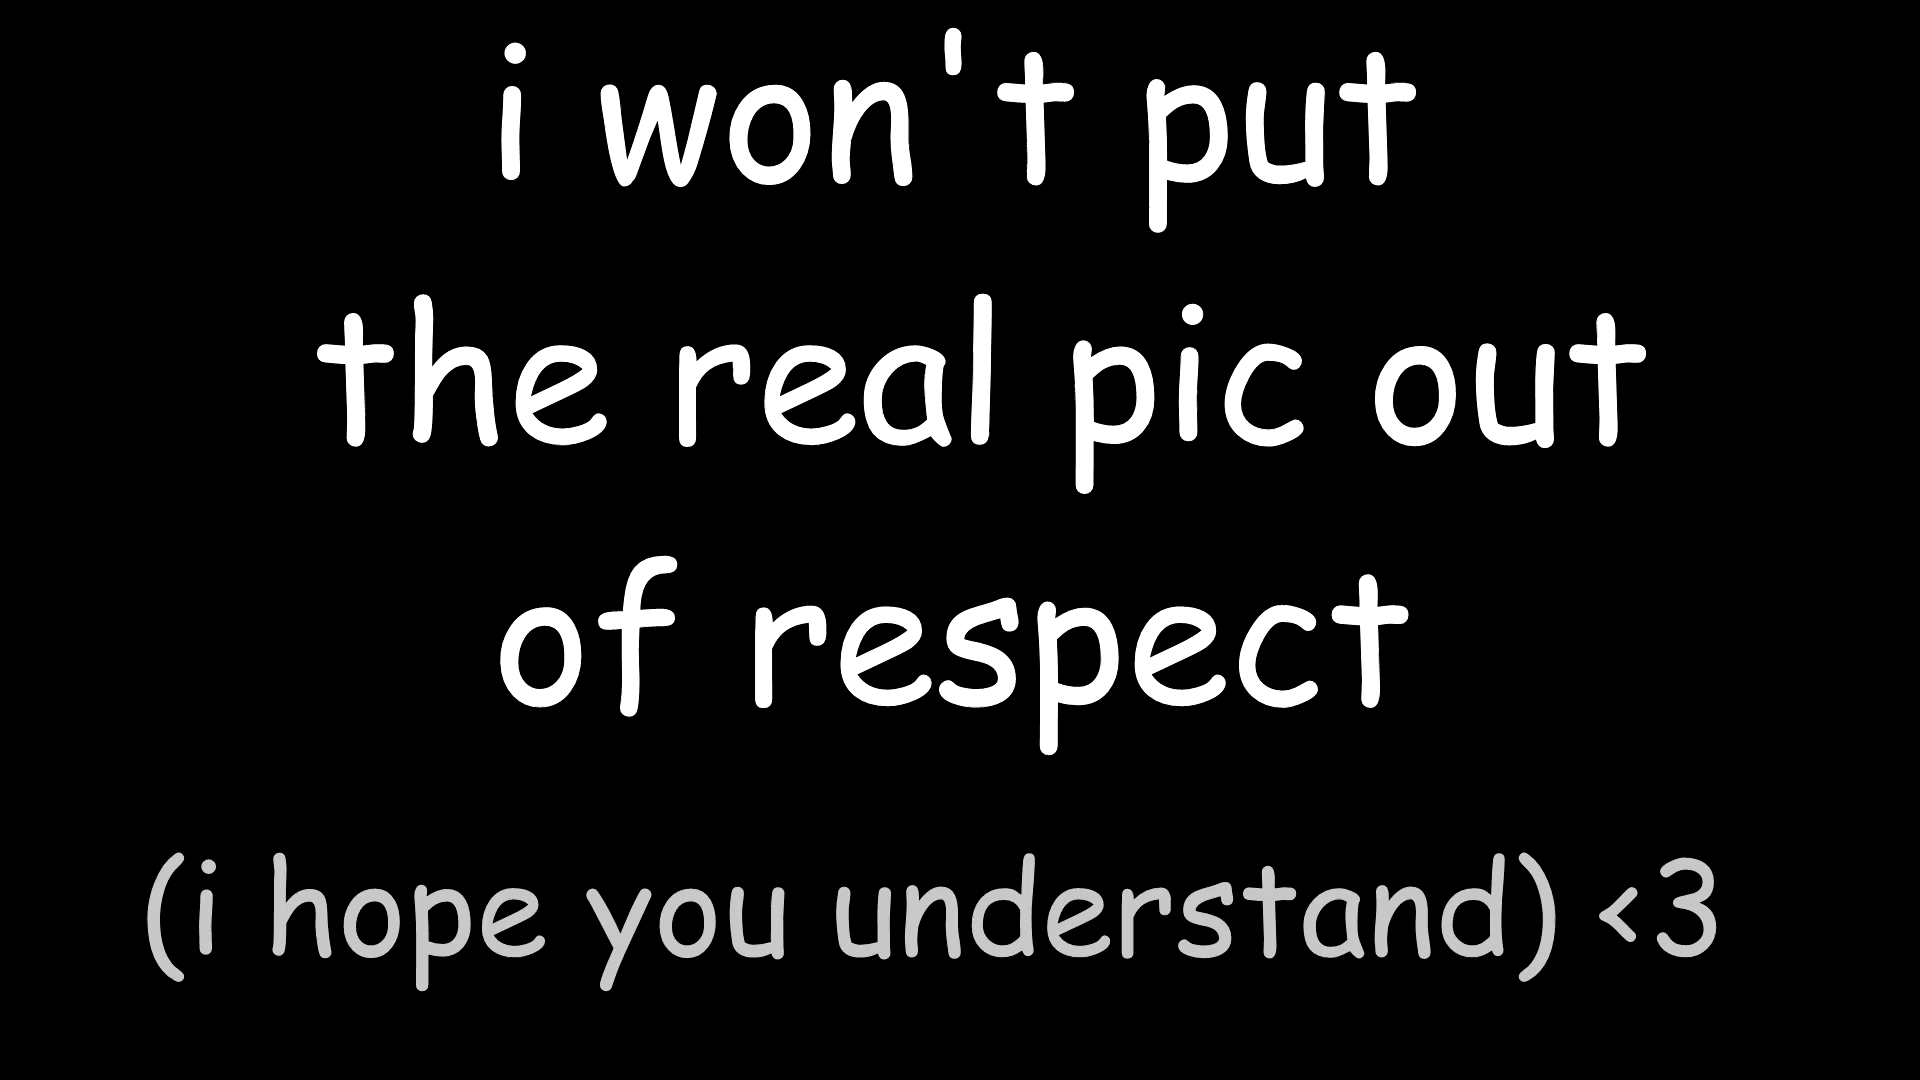 i won't put
the real pic out
of respect
(i hope you understand) <3